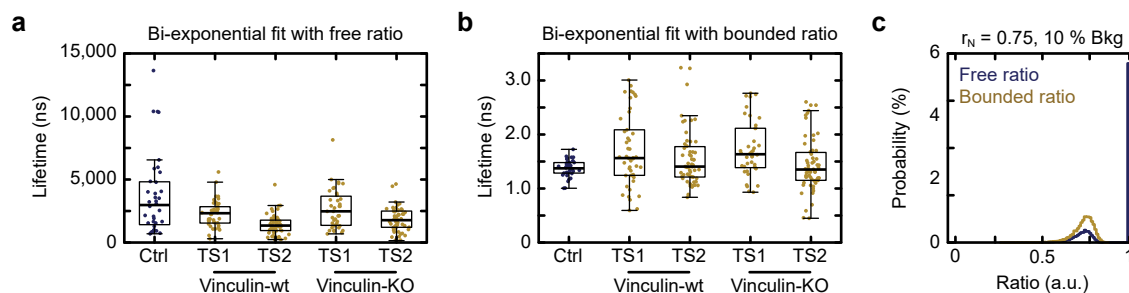 a
Bi-exponential fit with free ratio
Lifetime (ns)
15,000
10,000
5,000
0
Ctrl
TS1
TS2
TS1
TS2
Vinculin-wt
Vinculin-KO
b
Bi-exponential fit with bounded ratio
Lifetime (ns)
3.0
2.0
1.0
0
Ctrl
TS1
TS2
TS1
TS2
Vinculin-wt
Vinculin-KO
c
r_N = 0.75, 10 % Bkg
Probability (%)
6
4
2
0
Free ratio
Bounded ratio
0
0.5
1
Ratio (a.u.)